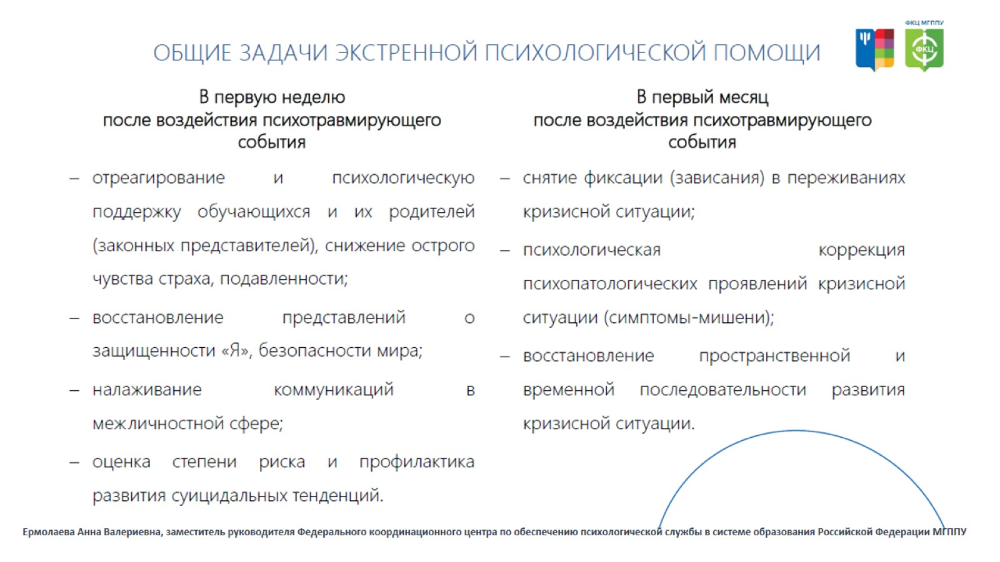 ФКЦ МГППУ
ФКЦ
ОБЩИЕ ЗАДАЧИ ЭКСТРЕННОЙ ПСИХОЛОГИЧЕСКОЙ ПОМОЩИ
В первую неделю
после воздействия психотравмирующего
события
– отреагирование и психологическую
поддержку обучающихся и их родителей
(законных представителей), снижение острого
чувства страха, подавленности;
– восстановление представлений о
защищенности «Я», безопасности мира;
– налаживание коммуникаций в
межличностной сфере;
– оценка степени риска и профилактика
развития суицидальных тенденций.
В первый месяц
после воздействия психотравмирующего
события
– снятие фиксации (зависания) в переживаниях
кризисной ситуации;
– психологическая коррекция
психопатологических проявлений кризисной
ситуации (симптомы-мишени);
– восстановление пространственной и
временной последовательности развития
кризисной ситуации.
Ермолаева Анна Валериевна, заместитель руководителя Федерального координационного центра по обеспечению психологической службы в системе образования Российской Федерации МГППУ